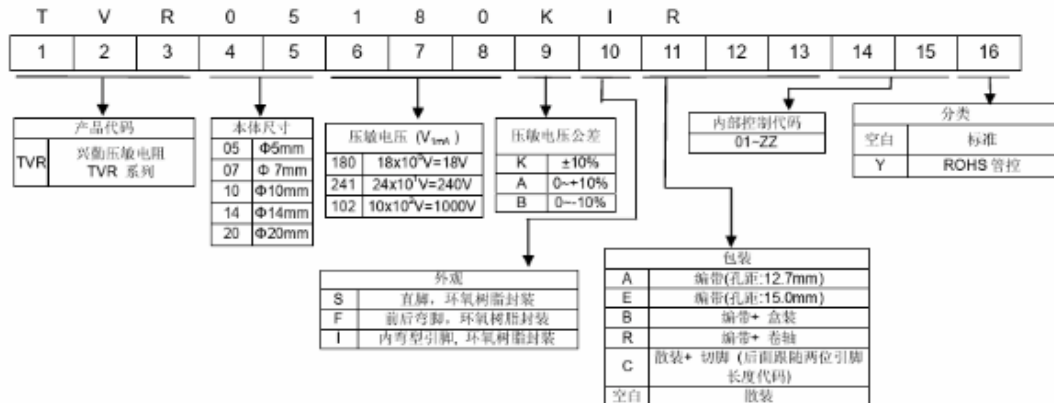 T V R 0 5 1 8 0 K I R
1 2 3 4 5 6 7 8 9 10 11 12 13 14 15 16
产品代码
TVR 兴勤压敏电阻
TVR 系列
本体尺寸
05 Φ5mm
07 Φ 7mm
10 Φ10mm
14 Φ14mm
20 Φ20mm
压敏电压 (V1mA)
180 18x10⁰V=18V
241 24x10¹V=240V
102 10x10²V=1000V
压敏电压公差
K ±10%
A 0~+10%
B 0~-10%
内部控制代码
01-ZZ
分类
空白 标准
Y ROHS 管控
外观
S 直脚, 环氧树脂封装
F 前后弯脚, 环氧树脂封装
I 内弯型引脚, 环氧树脂封装
包装
A 编带(孔距:12.7mm)
E 编带(孔距:15.0mm)
B 编带+ 盒装
R 编带+ 卷轴
C 散装+ 切脚 (后面跟随两位引脚
长度代码)
空白 散装